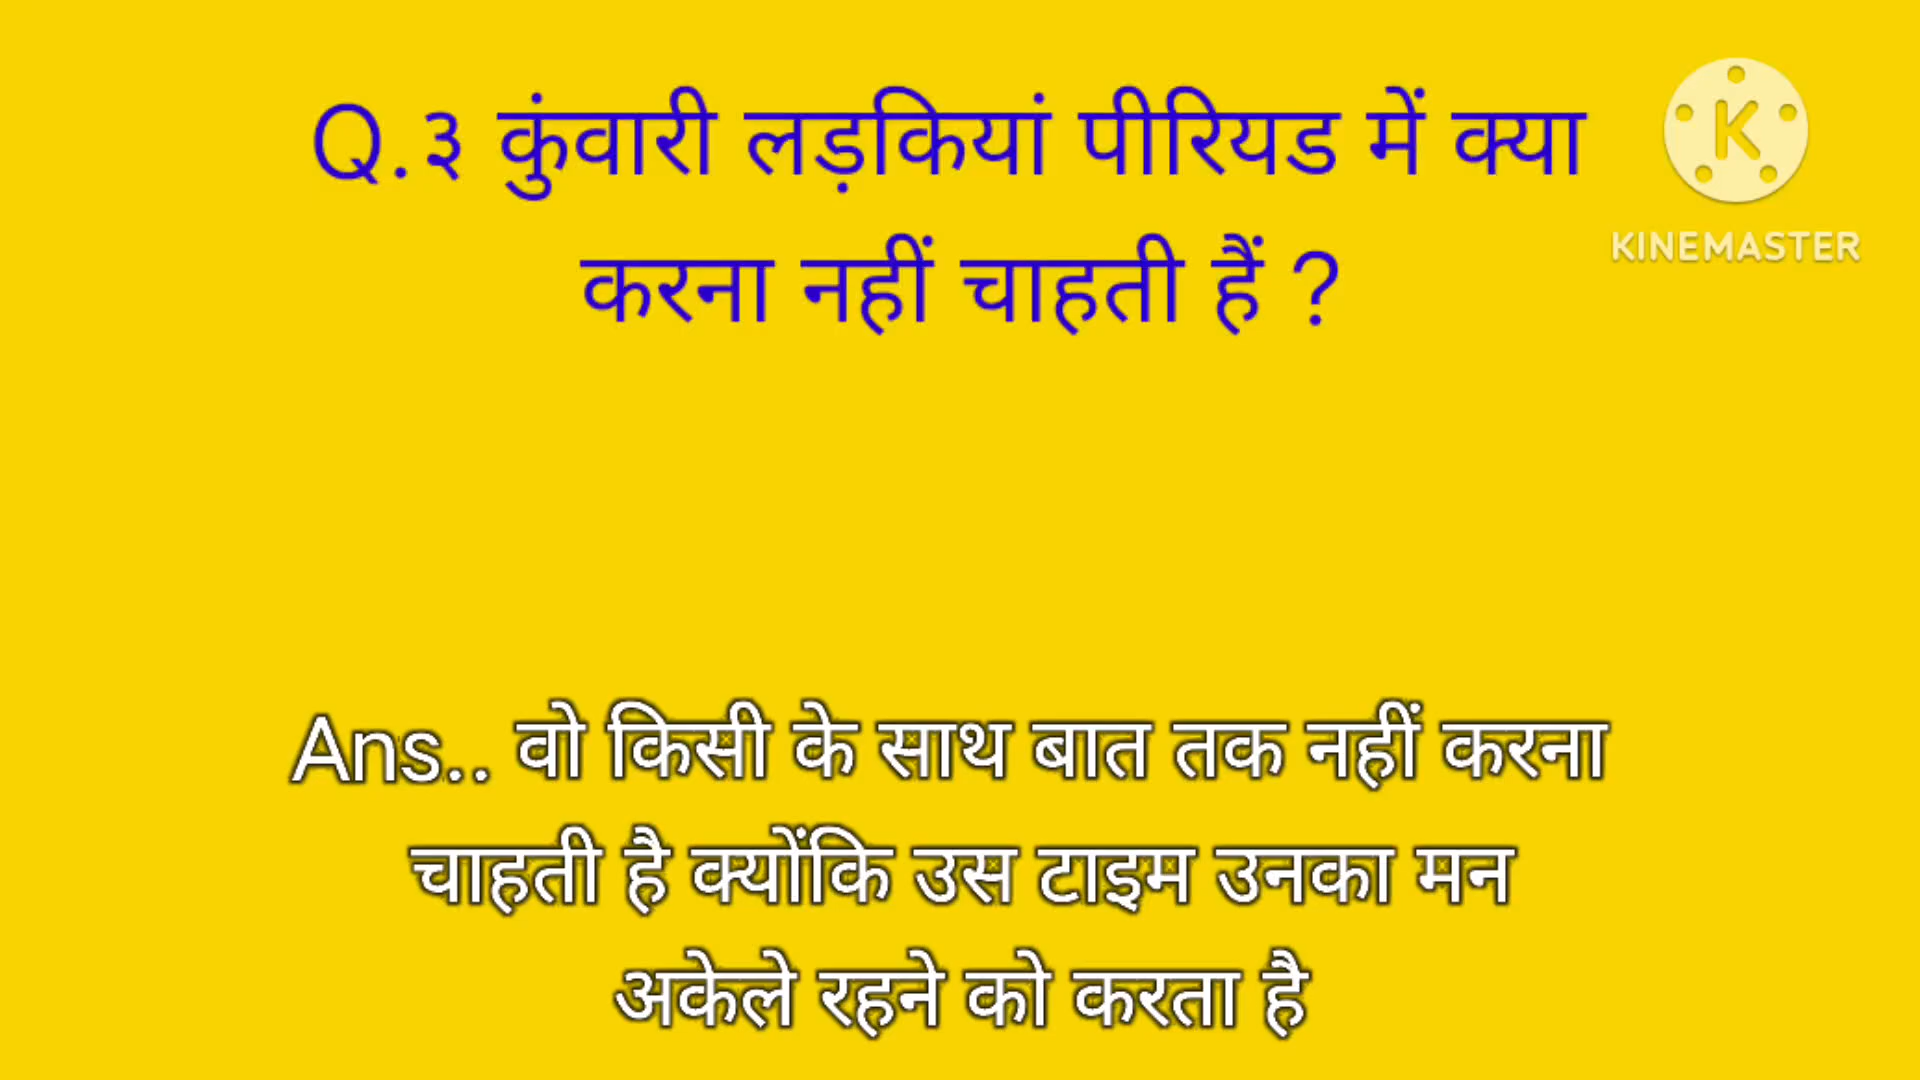 Q.३ कुंवारी लड़कियां पीरियड में क्या
करना नहीं चाहती हैं ?
K
KINEMASTER
Ans.. वो किसी के साथ बात तक नहीं करना
चाहती है क्योंकि उस टाइम उनका मन
अकेले रहने को करता है